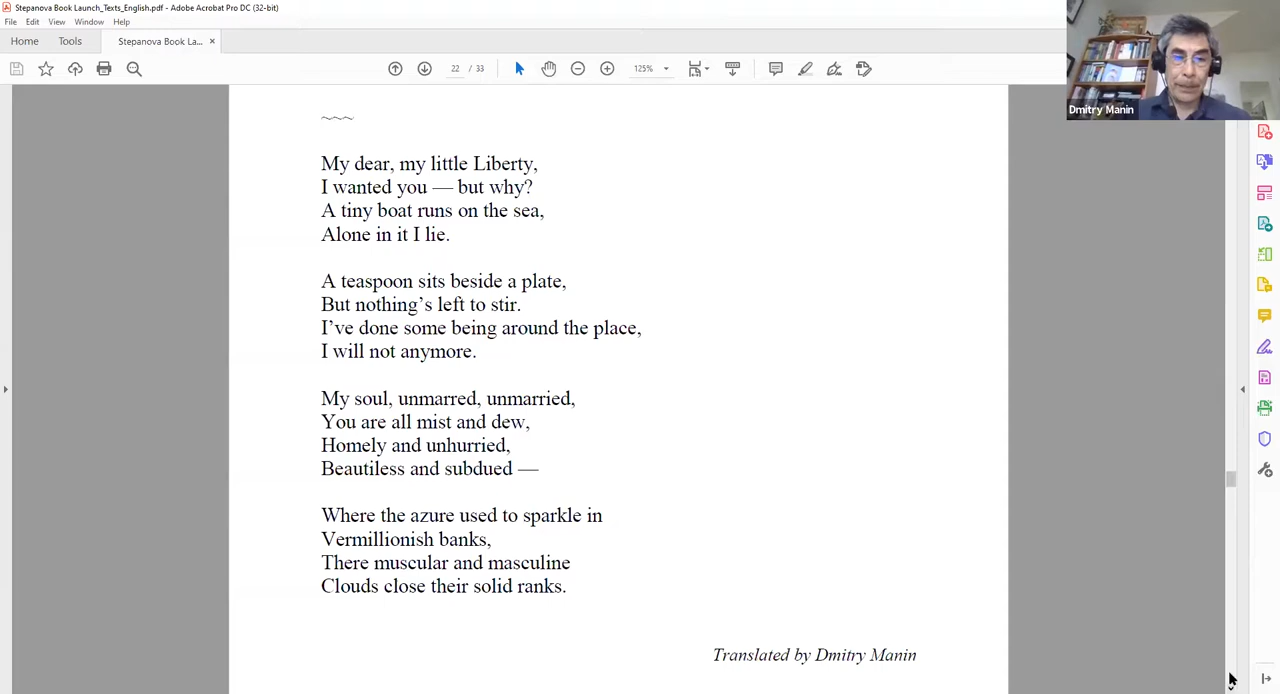 Stepanova Book Launch_Texts_English.pdf - Adobe Acrobat Pro DC (32-bit)
File Edit View Window Help
Home Tools Stepanova Book La... ×
22 / 33 125%
Dmitry Manin
My dear, my little Liberty,
I wanted you — but why?
A tiny boat runs on the sea,
Alone in it I lie.
A teaspoon sits beside a plate,
But nothing’s left to stir.
I’ve done some being around the place,
I will not anymore.
My soul, unmarred, unmarried,
You are all mist and dew,
Homely and unhurried,
Beautiless and subdued —
Where the azure used to sparkle in
Vermillionish banks,
There muscular and masculine
Clouds close their solid ranks.
Translated by Dmitry Manin